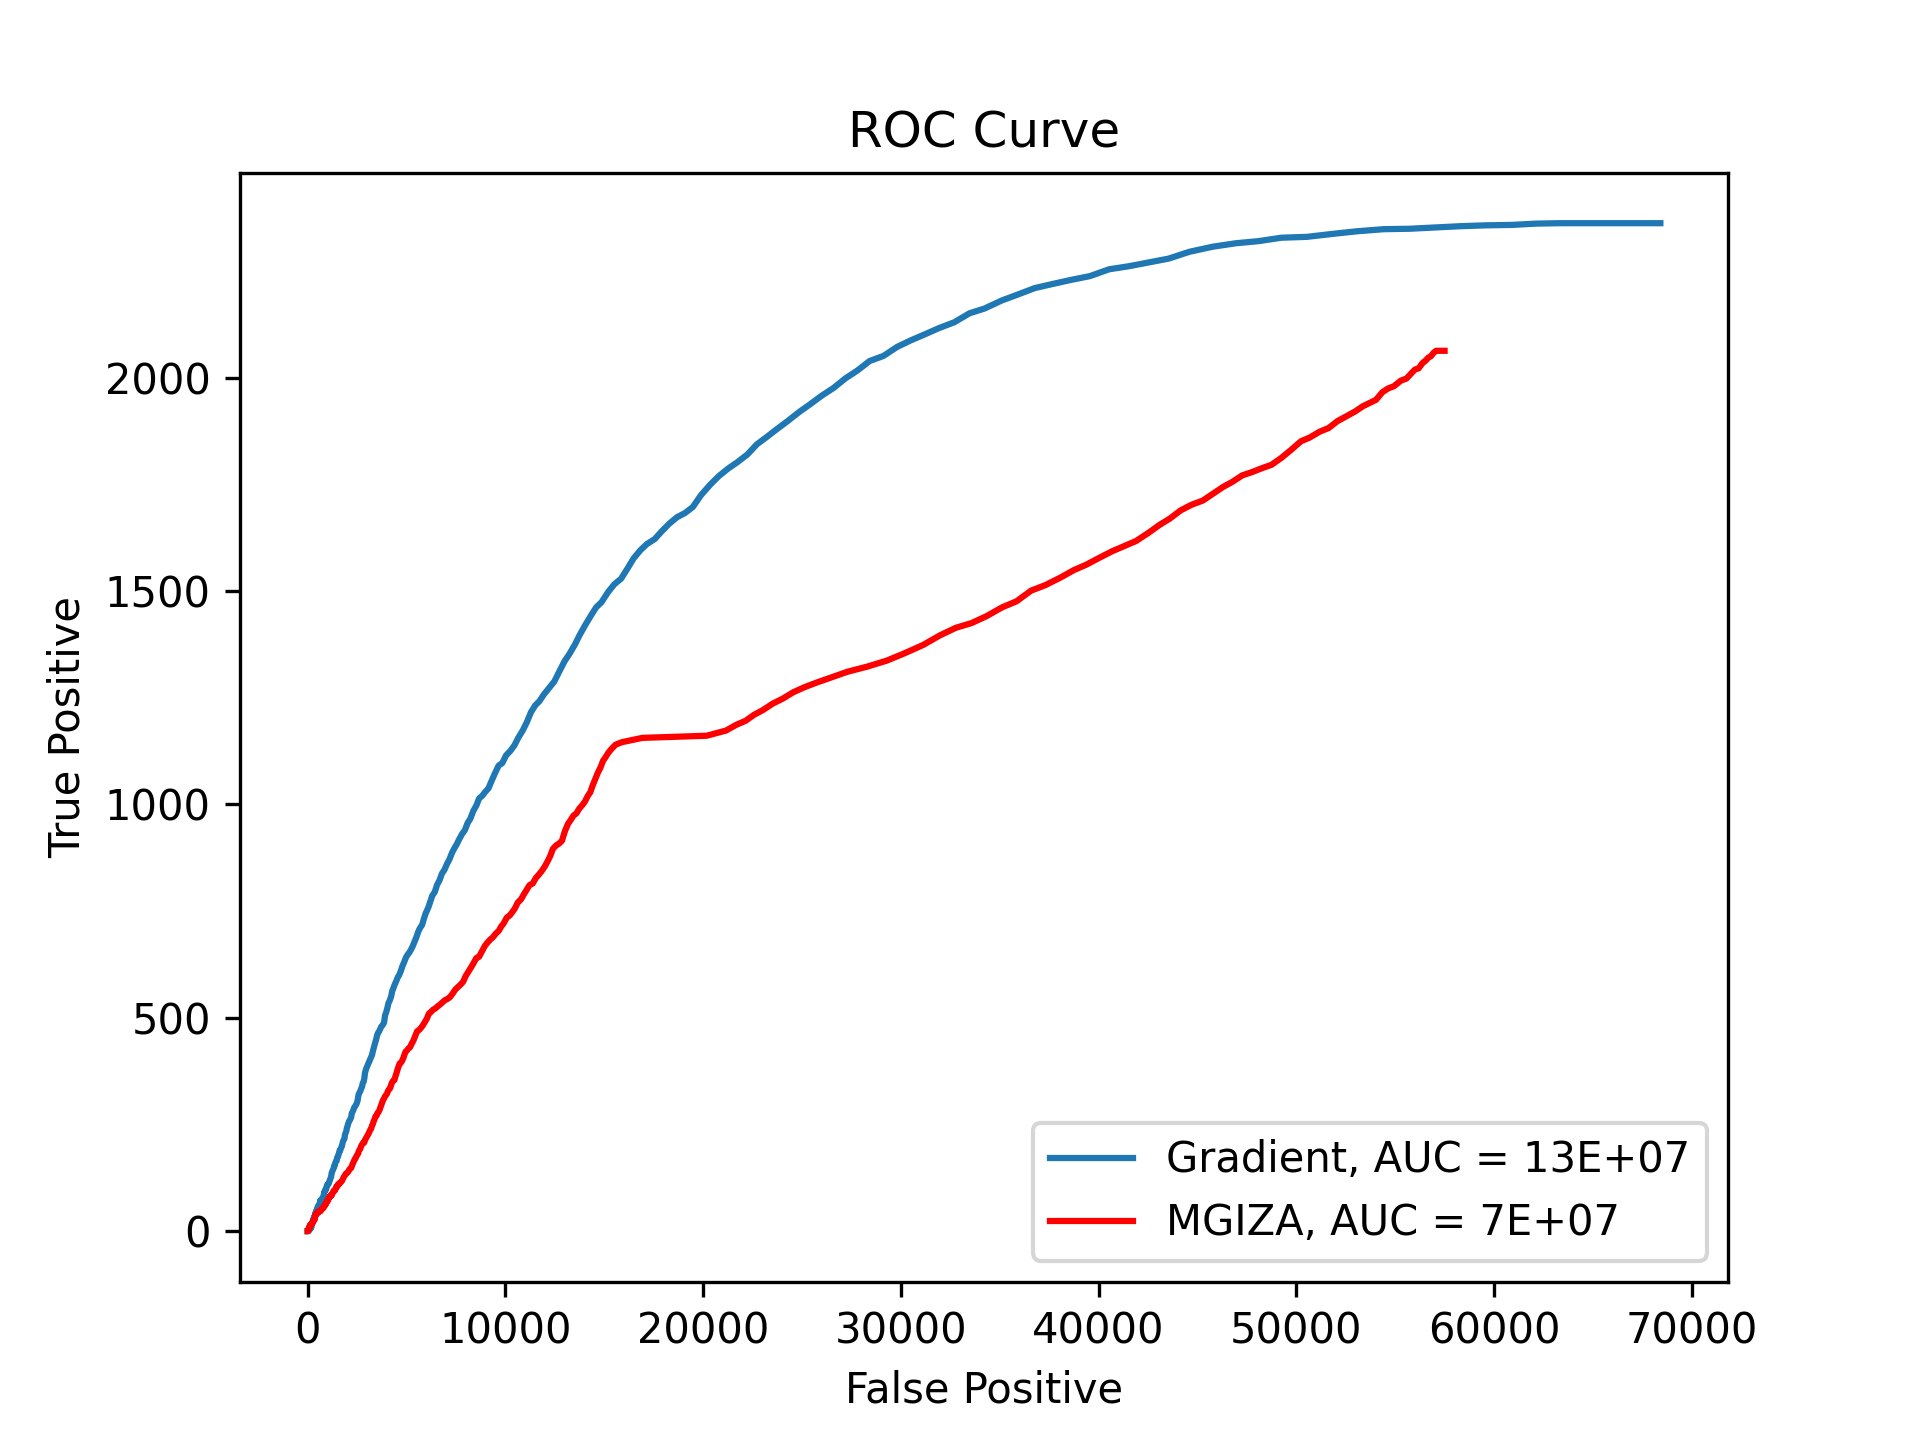 ROC Curve
True Positive
2000
1500
1000
500
0
Gradient, AUC = 13E+07
MGIZA, AUC = 7E+07
0 10000 20000 30000 40000 50000 60000 70000
False Positive